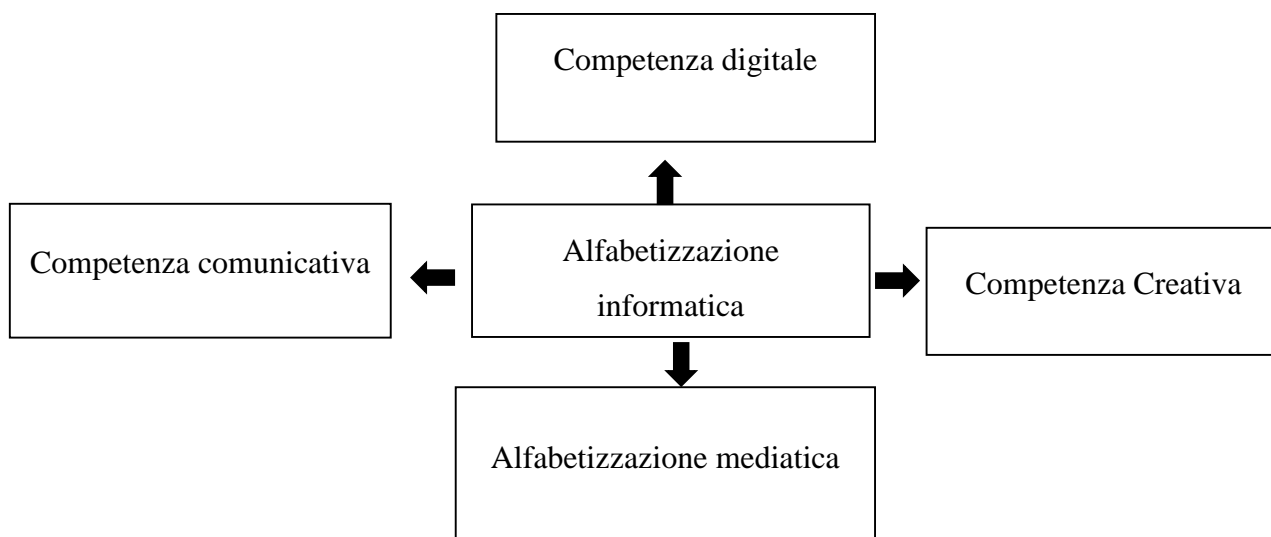 Competenza digitale
Competenza comunicativa
Alfabetizzazione
informatica
Competenza Creativa
Alfabetizzazione mediatica